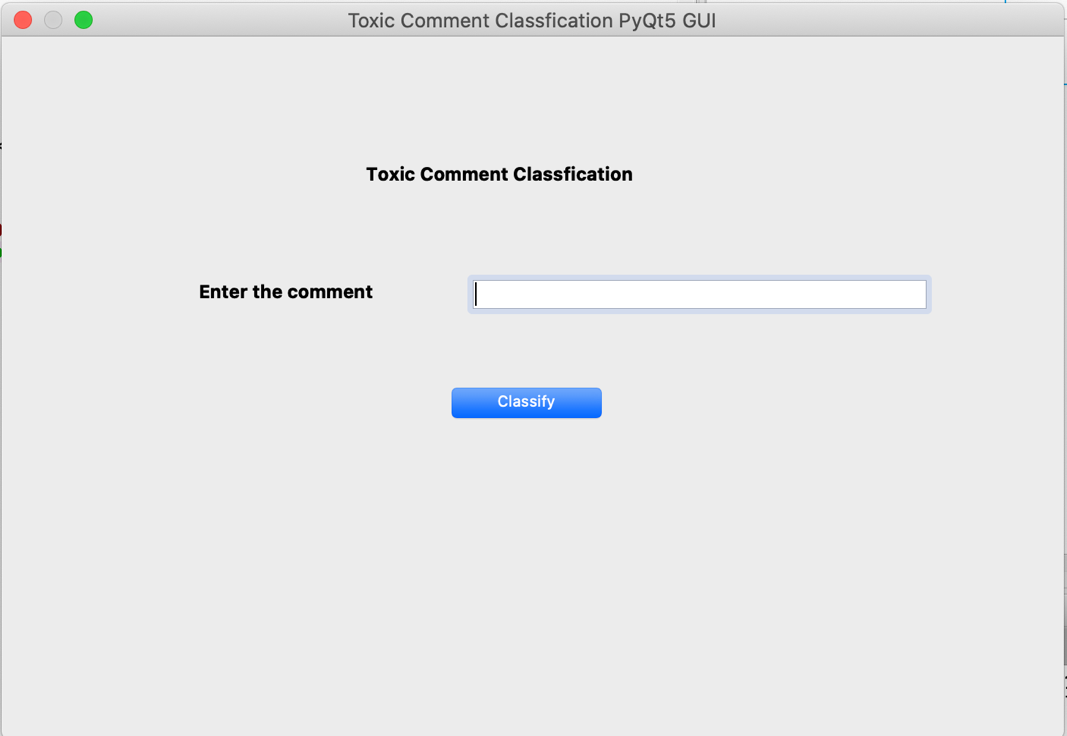 Toxic Comment Classfication PyQt5 GUI
Toxic Comment Classfication
Enter the comment
Classify